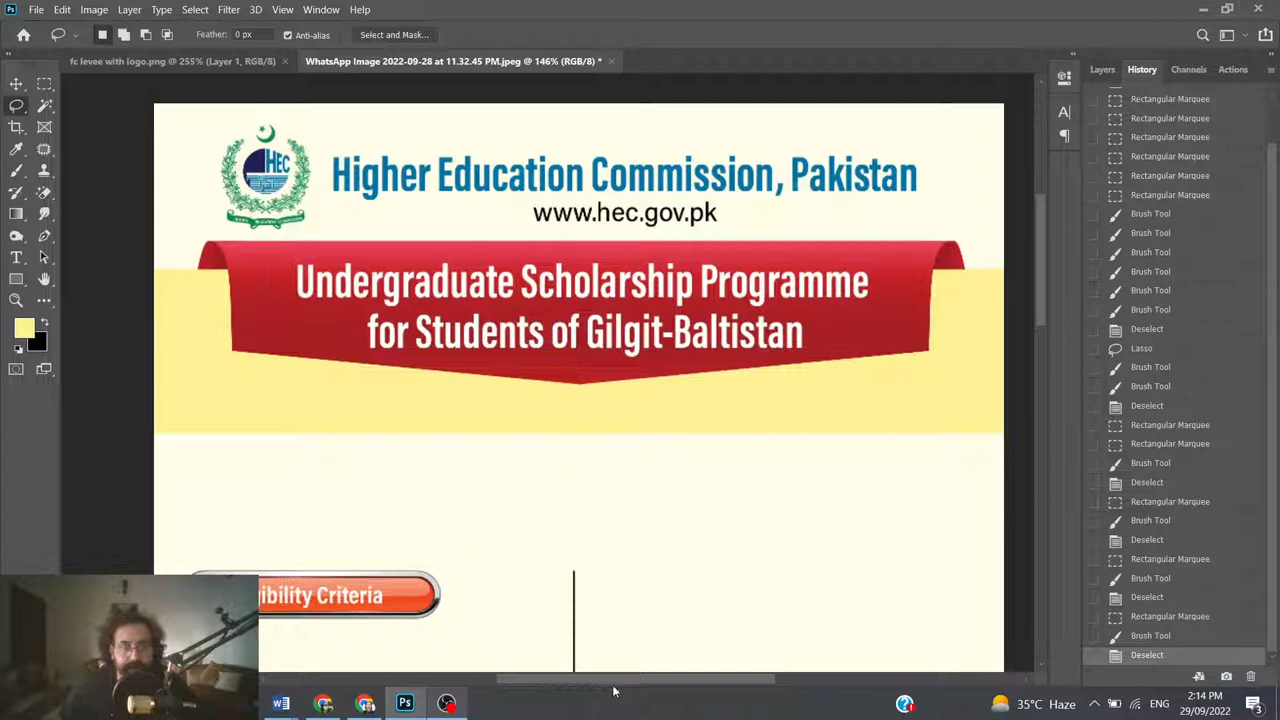 File Edit Image Layer Type Select Filter 3D View Window Help
Feather: 0 px Anti-alias Select and Mask...
fc levee with logo.png @ 255% (Layer 1, RGB/8) × WhatsApp Image 2022-09-28 at 11.32.45 PM.jpeg @ 146% (RGB/8) * ×
Layers History Channels Actions
Rectangular Marquee
Rectangular Marquee
Rectangular Marquee
Rectangular Marquee
Rectangular Marquee
Rectangular Marquee
Brush Tool
Brush Tool
Brush Tool
Brush Tool
Brush Tool
Brush Tool
Deselect
Lasso
Brush Tool
Brush Tool
Deselect
Rectangular Marquee
Rectangular Marquee
Brush Tool
Deselect
Rectangular Marquee
Brush Tool
Deselect
Rectangular Marquee
Brush Tool
Deselect
Rectangular Marquee
Brush Tool
Deselect
HEC
Higher Education Commission, Pakistan
www.hec.gov.pk
Undergraduate Scholarship Programme
for Students of Gilgit-Baltistan
ibility Criteria
35°C Haze
2:14 PM
29/09/2022